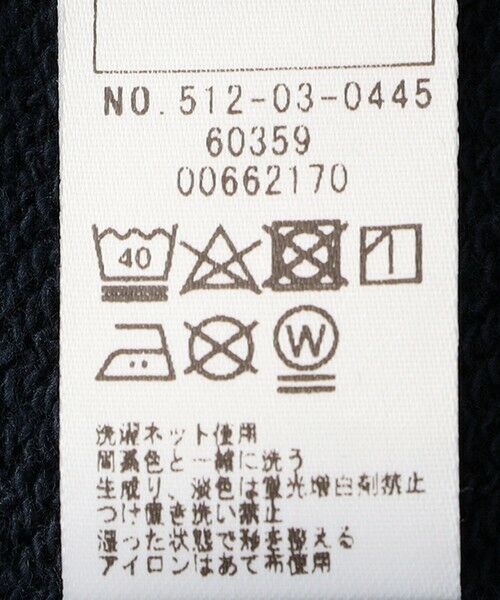 NO. 512-03-0445
60359
00662170
40
W
洗濯ネット使用
同系色と一緒に洗う
生成り、淡色は蛍光増白剤禁止
つけ置き洗い禁止
湿った状態で形を整える
アイロンはあて布使用